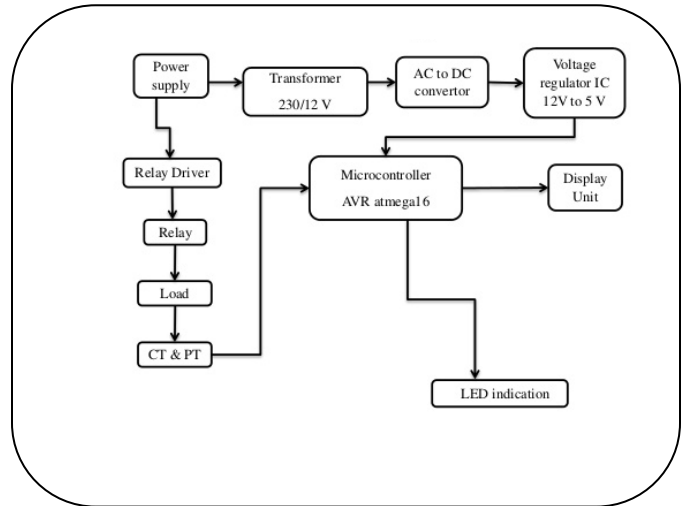 Power
supply
Transformer
230/12 V
AC to DC
convertor
Voltage
regulator IC
12V to 5 V
Relay Driver
Microcontroller
AVR atmega16
Display
Unit
Relay
Load
CT & PT
LED indication